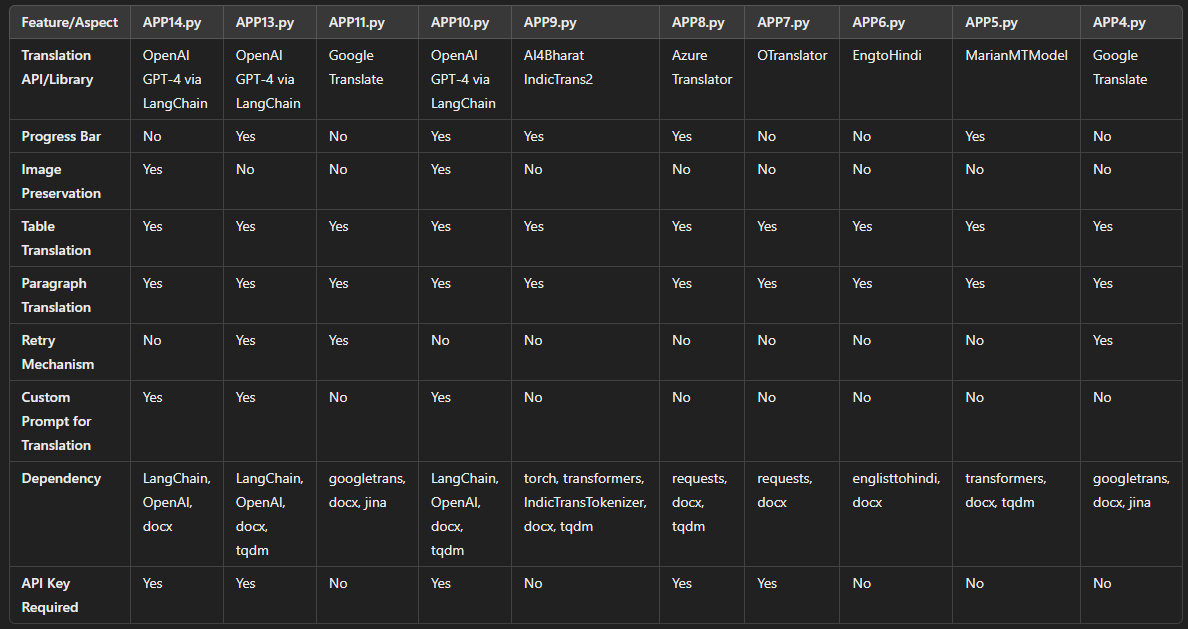 Feature/Aspect APP14.py APP13.py APP11.py APP10.py APP9.py APP8.py APP7.py APP6.py APP5.py APP4.py
Translation OpenAI OpenAI Google OpenAI AI4Bharat Azure OTranslator EngtoHindi MarianMTModel Google
API/Library GPT-4 via GPT-4 via Translate GPT-4 via IndicTrans2 Translator Translate
LangChain LangChain LangChain
Progress Bar No Yes No Yes Yes Yes No No Yes No
Image Yes No No Yes No No No No No No
Preservation
Table Yes Yes Yes Yes Yes Yes Yes Yes Yes Yes
Translation
Paragraph Yes Yes Yes Yes Yes Yes Yes Yes Yes Yes
Translation
Retry No Yes Yes No No No No No No Yes
Mechanism
Custom Yes Yes No Yes No No No No No No
Prompt for
Translation
Dependency LangChain, LangChain, googletrans, LangChain, torch, transformers, requests, requests, englisttohindi, transformers, googletrans,
OpenAI, OpenAI, docx, jina OpenAI, IndicTransTokenizer, docx, docx docx docx, tqdm docx, jina
docx docx, docx, docx, tqdm tqdm
tqdm tqdm
API Key Yes Yes No Yes No Yes Yes No No No
Required